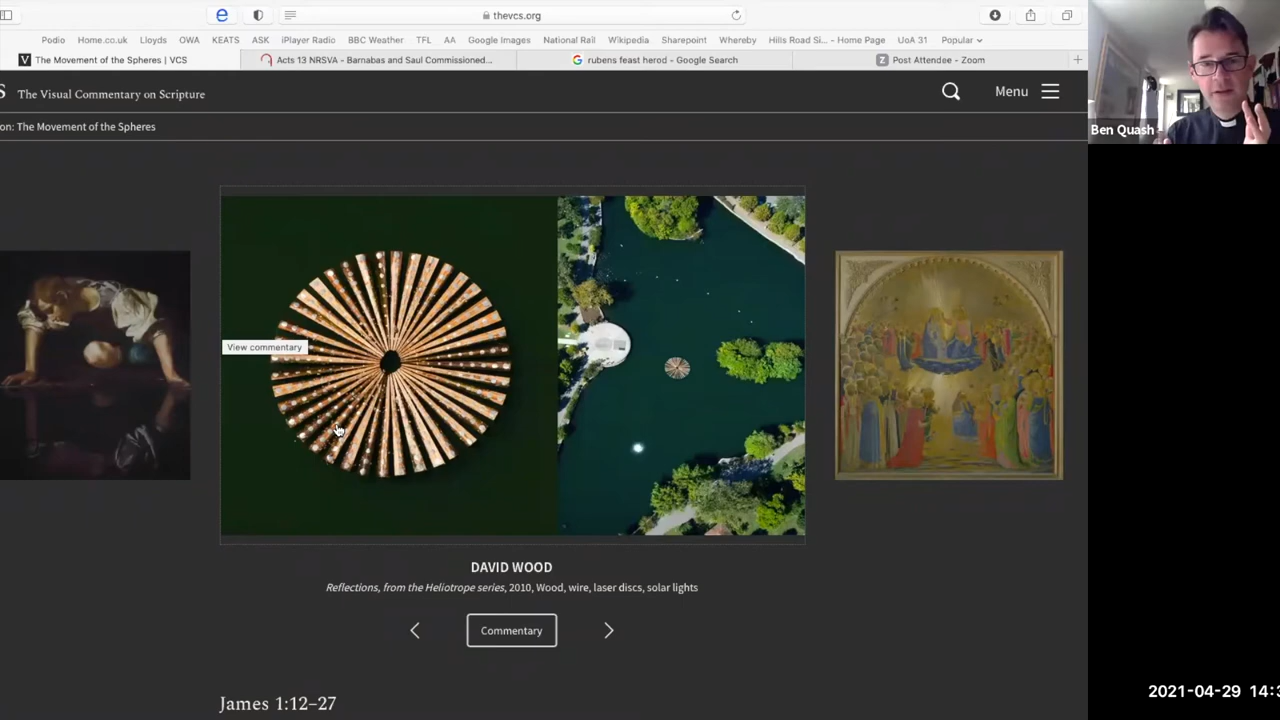 thevcs.org
Podio Home.co.uk Lloyds OWA KEATS ASK iPlayer Radio BBC Weather TFL AA Google Images National Rail Wikipedia Sharepoint Whereby Hills Road Si... - Home Page UoA 31 Popular
The Movement of the Spheres | VCS
Acts 13 NRSVA - Barnabas and Saul Commissioned...
rubens feast herod - Google Search
Post Attendee - Zoom
S The Visual Commentary on Scripture
Menu
on: The Movement of the Spheres
Ben Quash
View commentary
DAVID WOOD
Reflections, from the Heliotrope series, 2010, Wood, wire, laser discs, solar lights
Commentary
James 1:12–27
2021-04-29 14:3